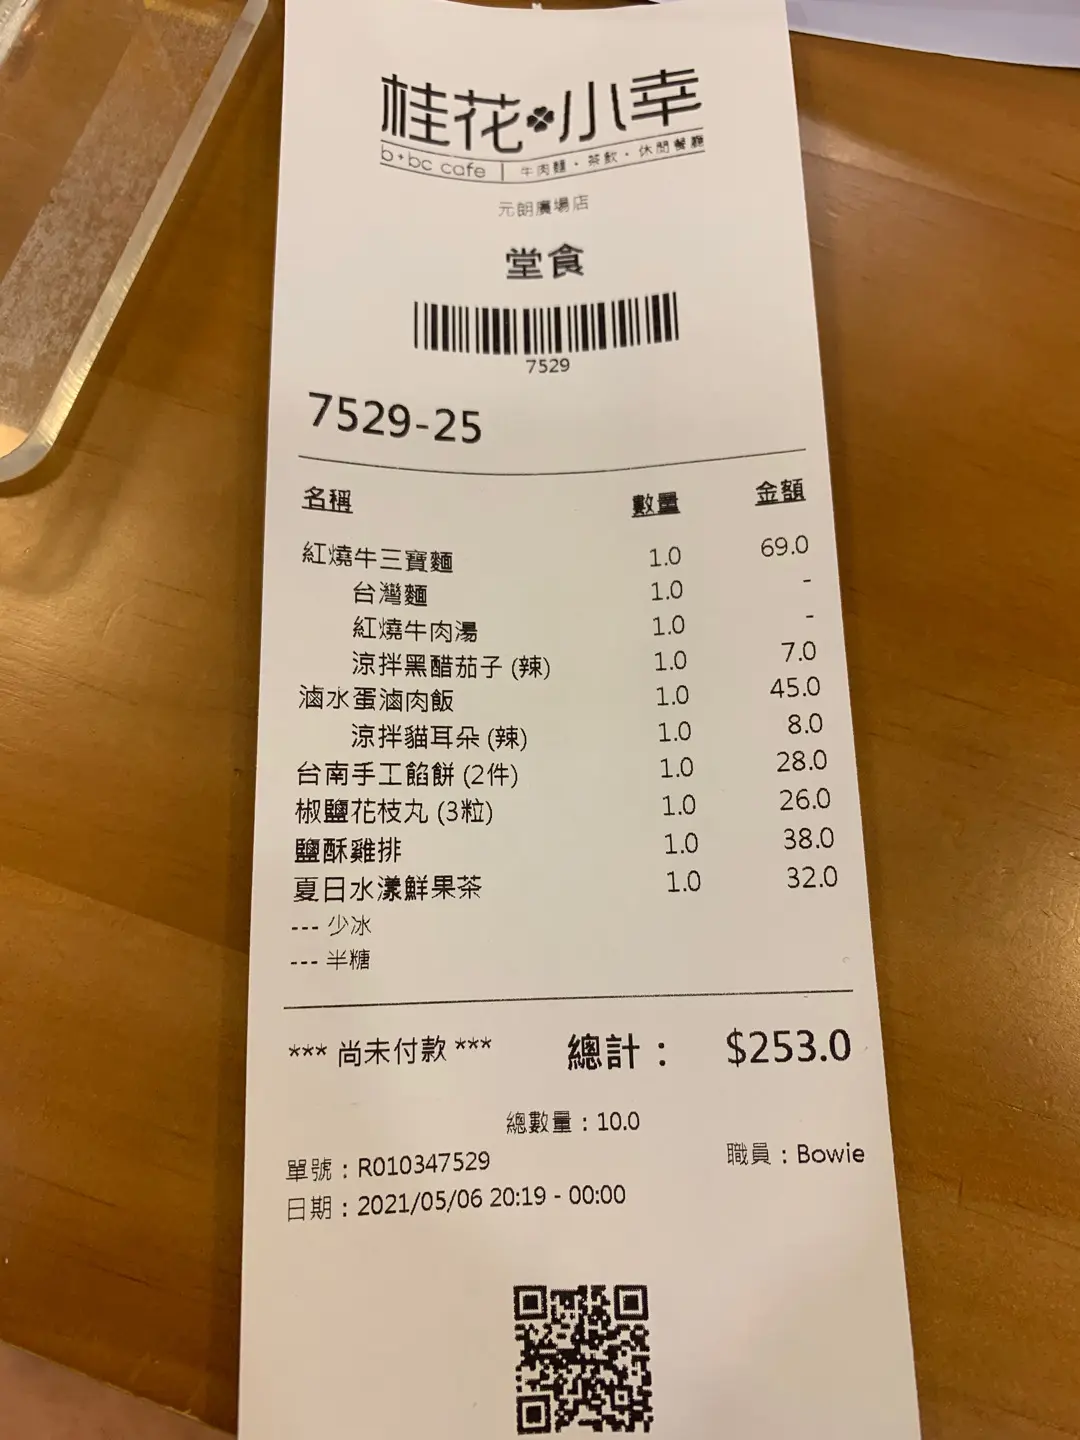 桂花小幸
b+bc cafe | 牛肉麵・茶飲・休閒餐廳
元朗廣場店
堂食
7529
7529-25
名稱 數量 金額
紅燒牛三寶麵 1.0 69.0
台灣麵 1.0 -
紅燒牛肉湯 1.0 -
涼拌黑醋茄子 (辣) 1.0 7.0
滷水蛋滷肉飯 1.0 45.0
涼拌貓耳朵 (辣) 1.0 8.0
台南手工餡餅 (2件) 1.0 28.0
椒鹽花枝丸 (3粒) 1.0 26.0
鹽酥雞排 1.0 38.0
夏日水漾鮮果茶 1.0 32.0
--- 少冰
--- 半糖
*** 尚未付款 *** 總計： $253.0
總數量：10.0
單號：R010347529 職員：Bowie
日期：2021/05/06 20:19 - 00:00